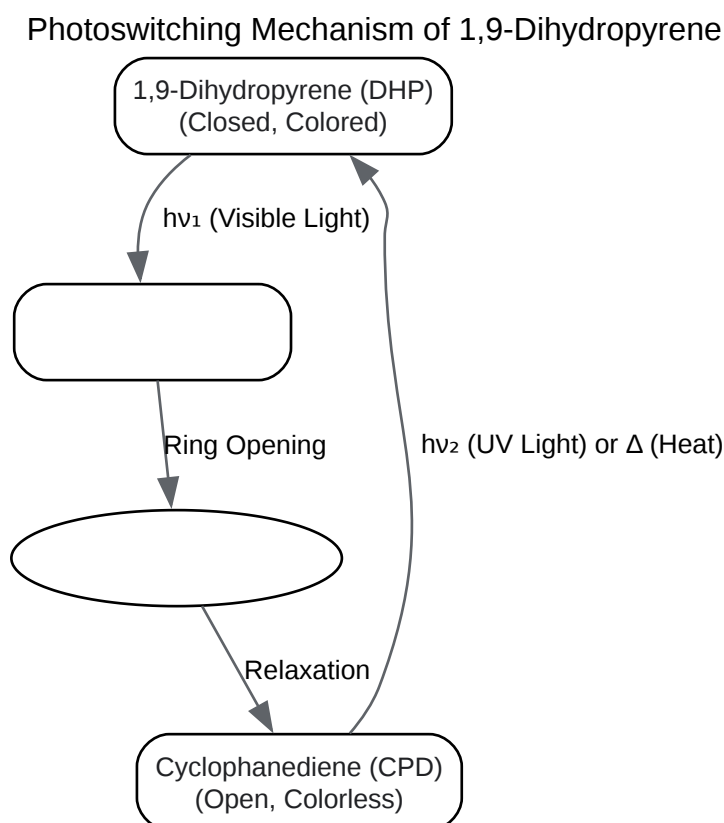 Photoswitching Mechanism of 1,9-Dihydropyrene
1,9-Dihydropyrene (DHP)
(Closed, Colored)
hν₁ (Visible Light)
Ring Opening
hν₂ (UV Light) or Δ (Heat)
Relaxation
Cyclophanediene (CPD)
(Open, Colorless)